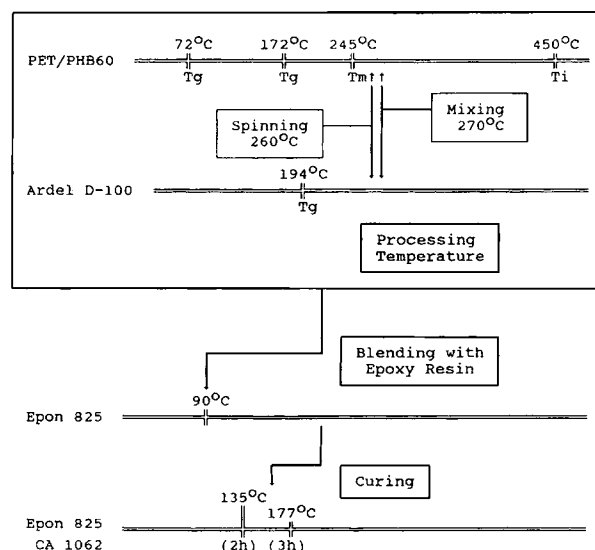 72°C 172°C 245°C 450°C
PET/PHB60
Tg Tg Tm Ti
Spinning
260°C
Mixing
270°C
194°C
Ardel D-100
Tg
Processing
Temperature
Blending with
Epoxy Resin
90°C
Epon 825
Curing
135°C
177°C
Epon 825
CA 1062 (2h) (3h)